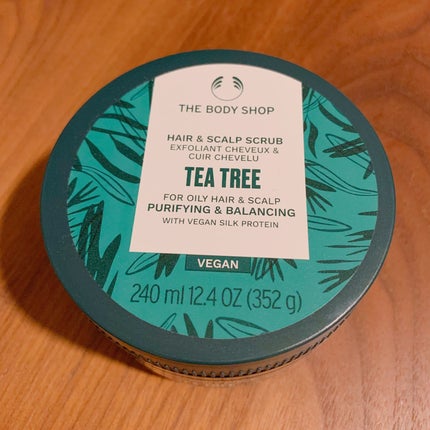 THE BODY SHOP
HAIR & SCALP SCRUB
EXFOLIANT CHEVEUX &
CUIR CHEVELU
TEA TREE
FOR OILY HAIR & SCALP
PURIFYING & BALANCING
WITH VEGAN SILK PROTEIN
VEGAN
240 ml 12.4 OZ (352 g)